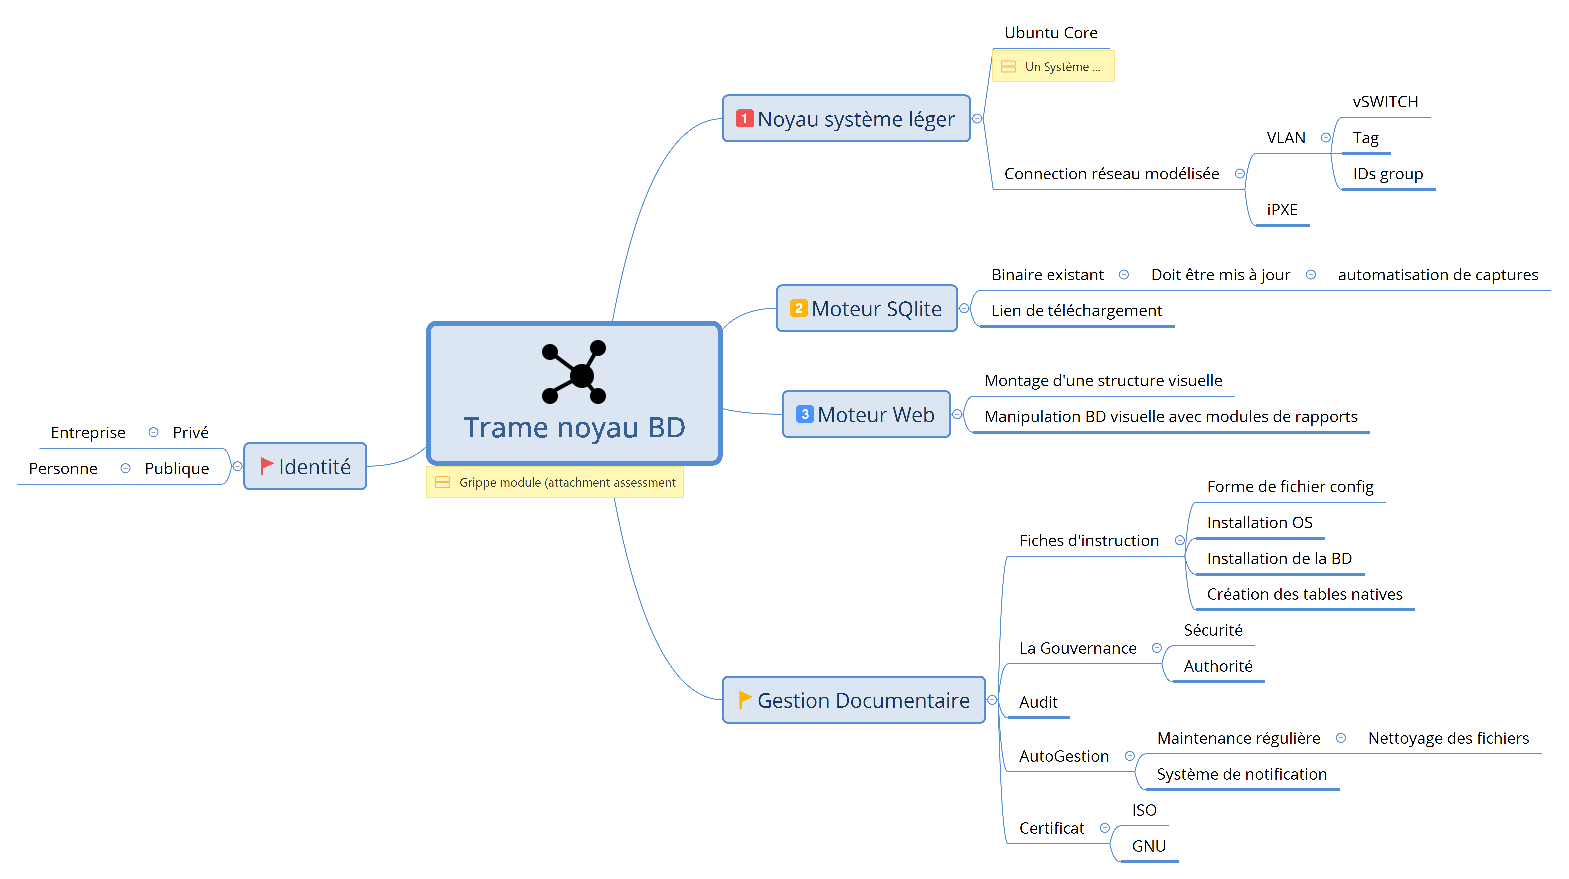 Trame noyau BD
Grippe module (attachment assessment
1 Noyau système léger
Ubuntu Core
Un Système ...
Connection réseau modélisée
VLAN
vSWITCH
Tag
IDs group
iPXE
2 Moteur SQlite
Binaire existant
Doit être mis à jour
automatisation de captures
Lien de téléchargement
3 Moteur Web
Montage d'une structure visuelle
Manipulation BD visuelle avec modules de rapports
Gestion Documentaire
Fiches d'instruction
Forme de fichier config
Installation OS
Installation de la BD
Création des tables natives
La Gouvernance
Sécurité
Authorité
Audit
AutoGestion
Maintenance régulière
Nettoyage des fichiers
Système de notification
Certificat
ISO
GNU
Identité
Privé
Entreprise
Publique
Personne